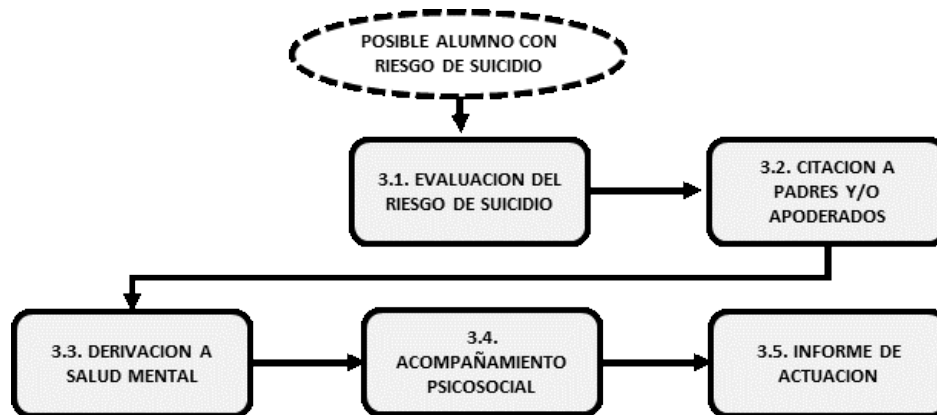 POSIBLE ALUMNO CON
RIESGO DE SUICIDIO
3.1. EVALUACION DEL
RIESGO DE SUICIDIO
3.2. CITACION A
PADRES Y/O
APODERADOS
3.3. DERIVACION A
SALUD MENTAL
3.4.
ACOMPAÑAMIENTO
PSICOSOCIAL
3.5. INFORME DE
ACTUACION